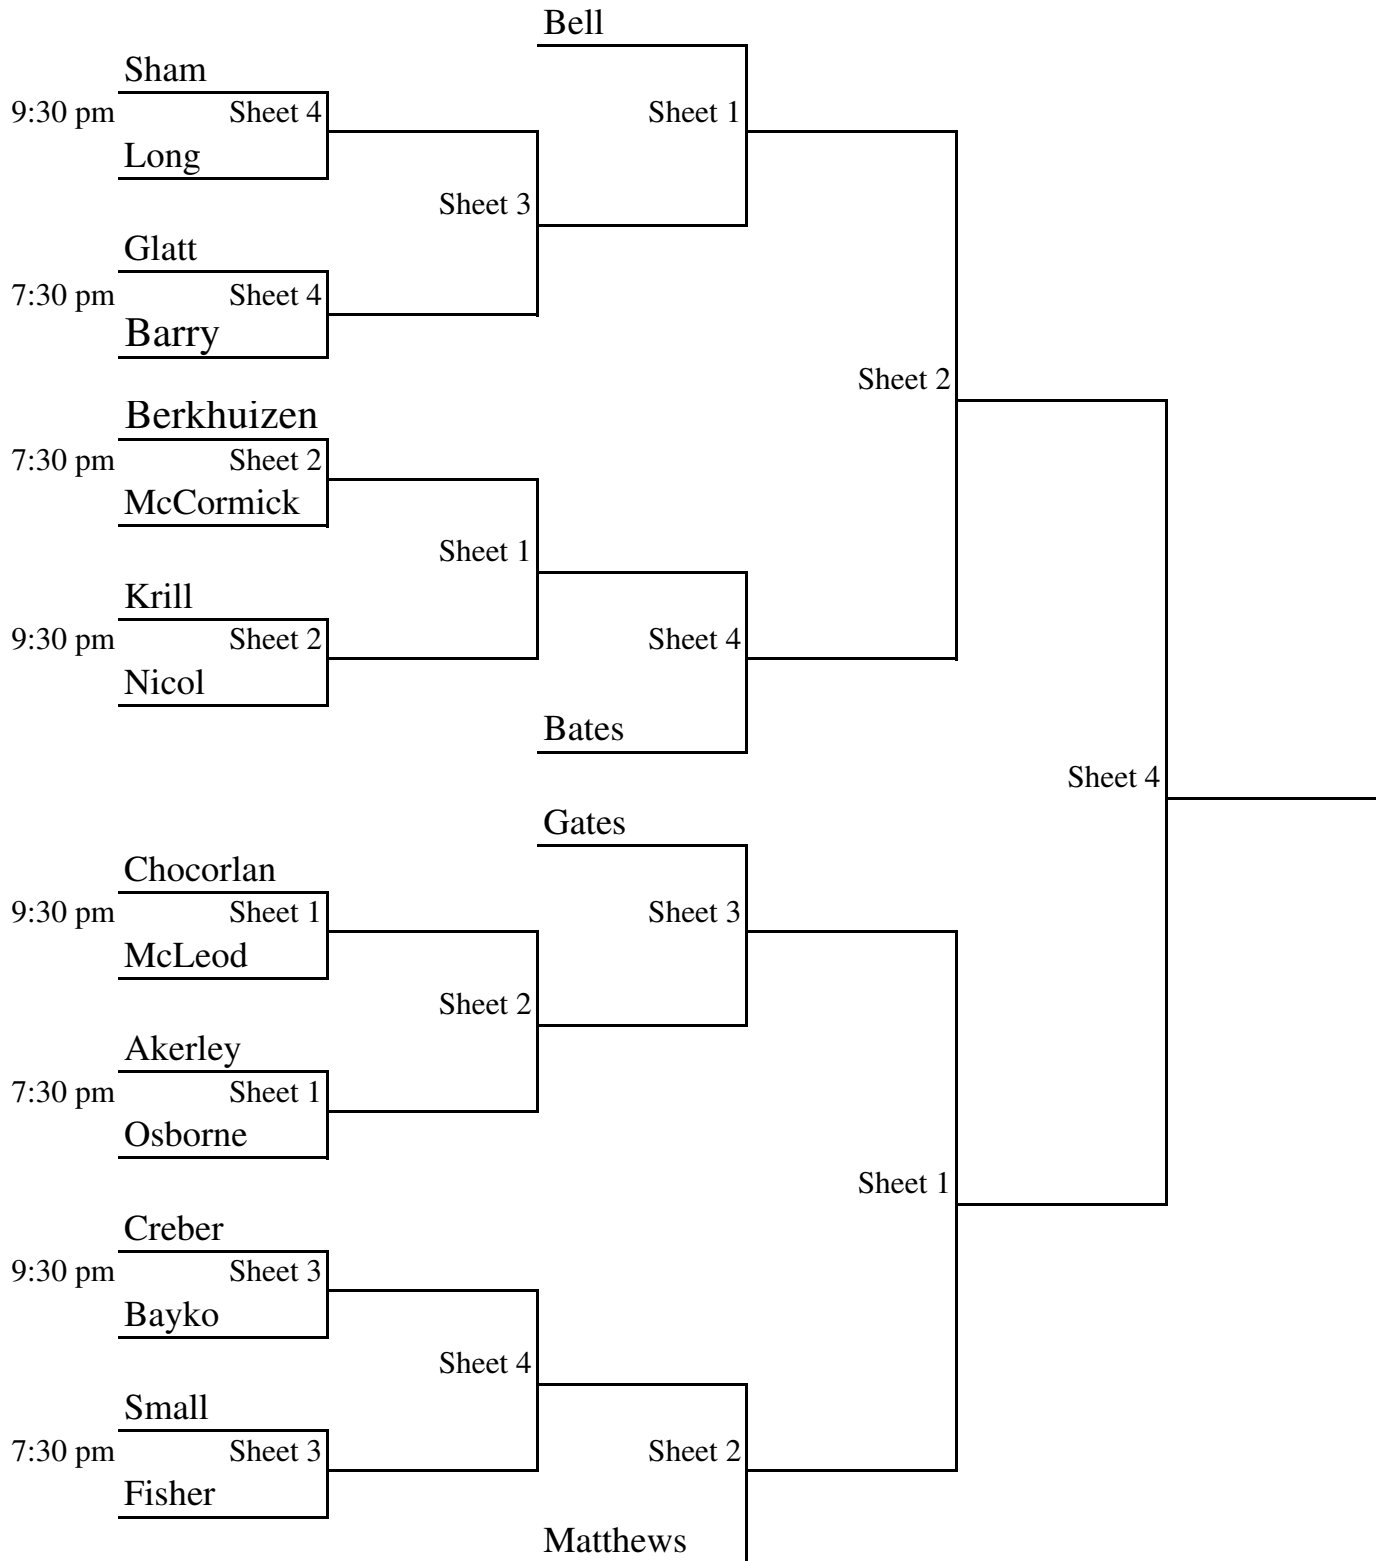 Bell
Sham
9:30 pm Sheet 4 Sheet 1
Long
Sheet 3
Glatt
7:30 pm Sheet 4
Barry
Sheet 2
Berkhuizen
7:30 pm Sheet 2
McCormick
Sheet 1
Krill
9:30 pm Sheet 2 Sheet 4
Nicol
Bates
Sheet 4
Gates
Chocorlan
9:30 pm Sheet 1 Sheet 3
McLeod
Sheet 2
Akerley
7:30 pm Sheet 1
Osborne
Sheet 1
Creber
9:30 pm Sheet 3
Bayko
Sheet 4
Small
7:30 pm Sheet 3 Sheet 2
Fisher
Matthews